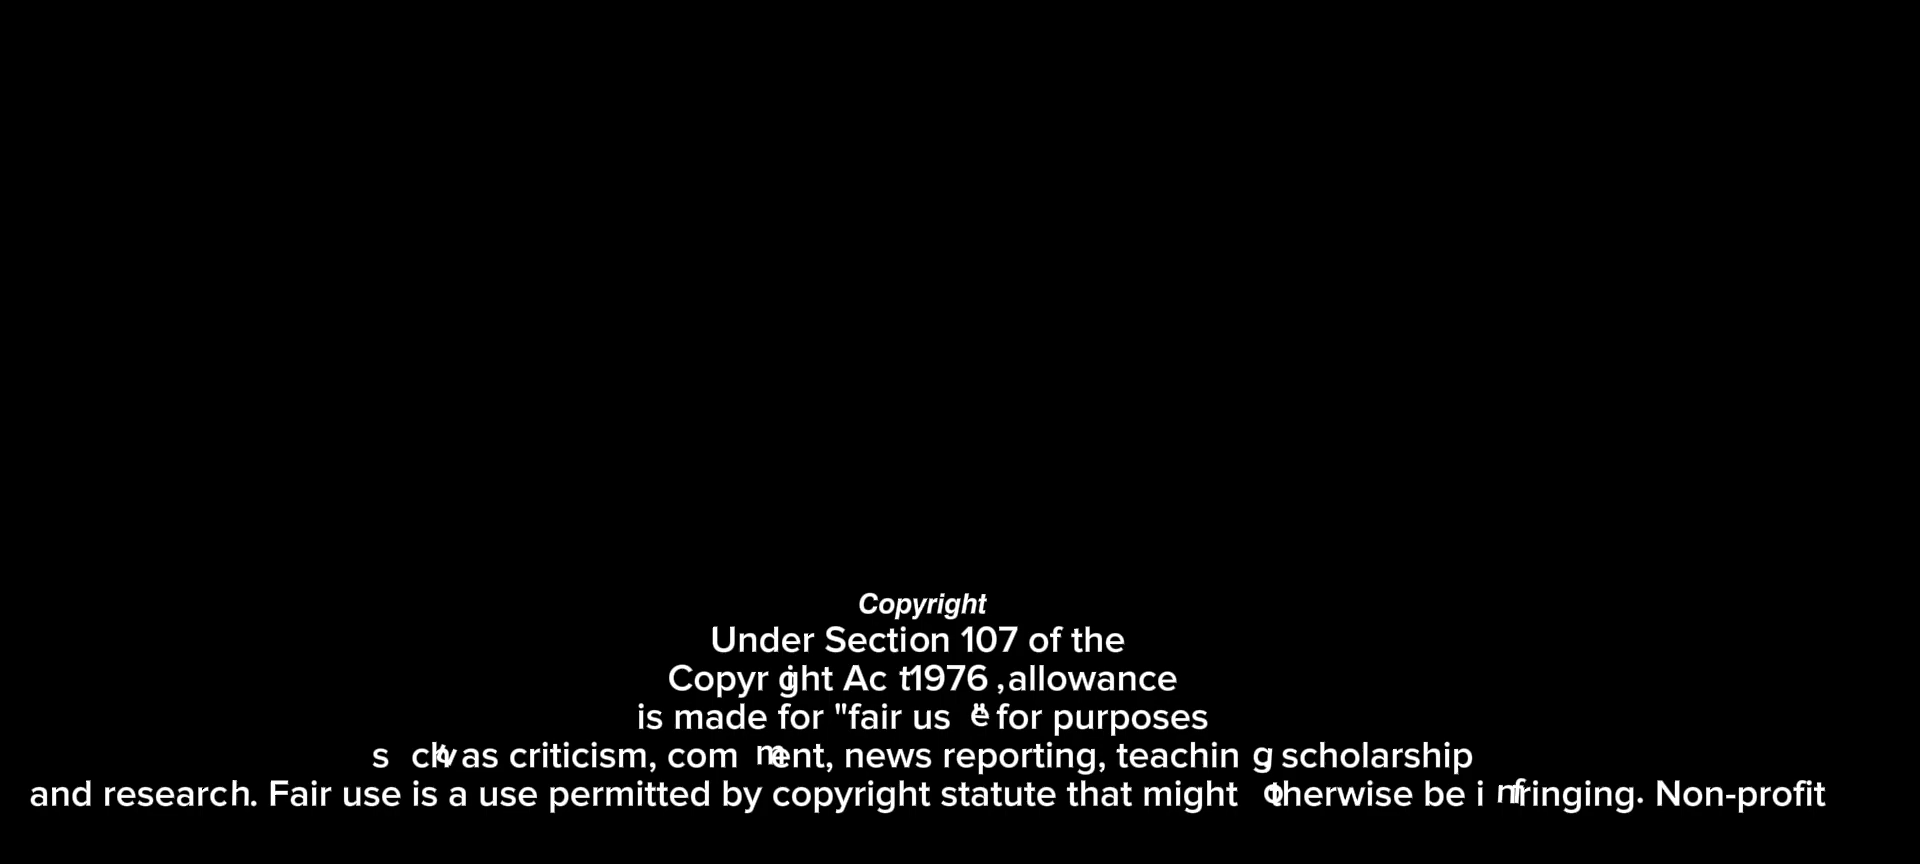 Copyright
Under Section 107 of the
Copyright Act 1976, allowance
is made for "fair use" for purposes
such as criticism, comment, news reporting, teaching, scholarship
and research. Fair use is a use permitted by copyright statute that might otherwise be infringing. Non-profit